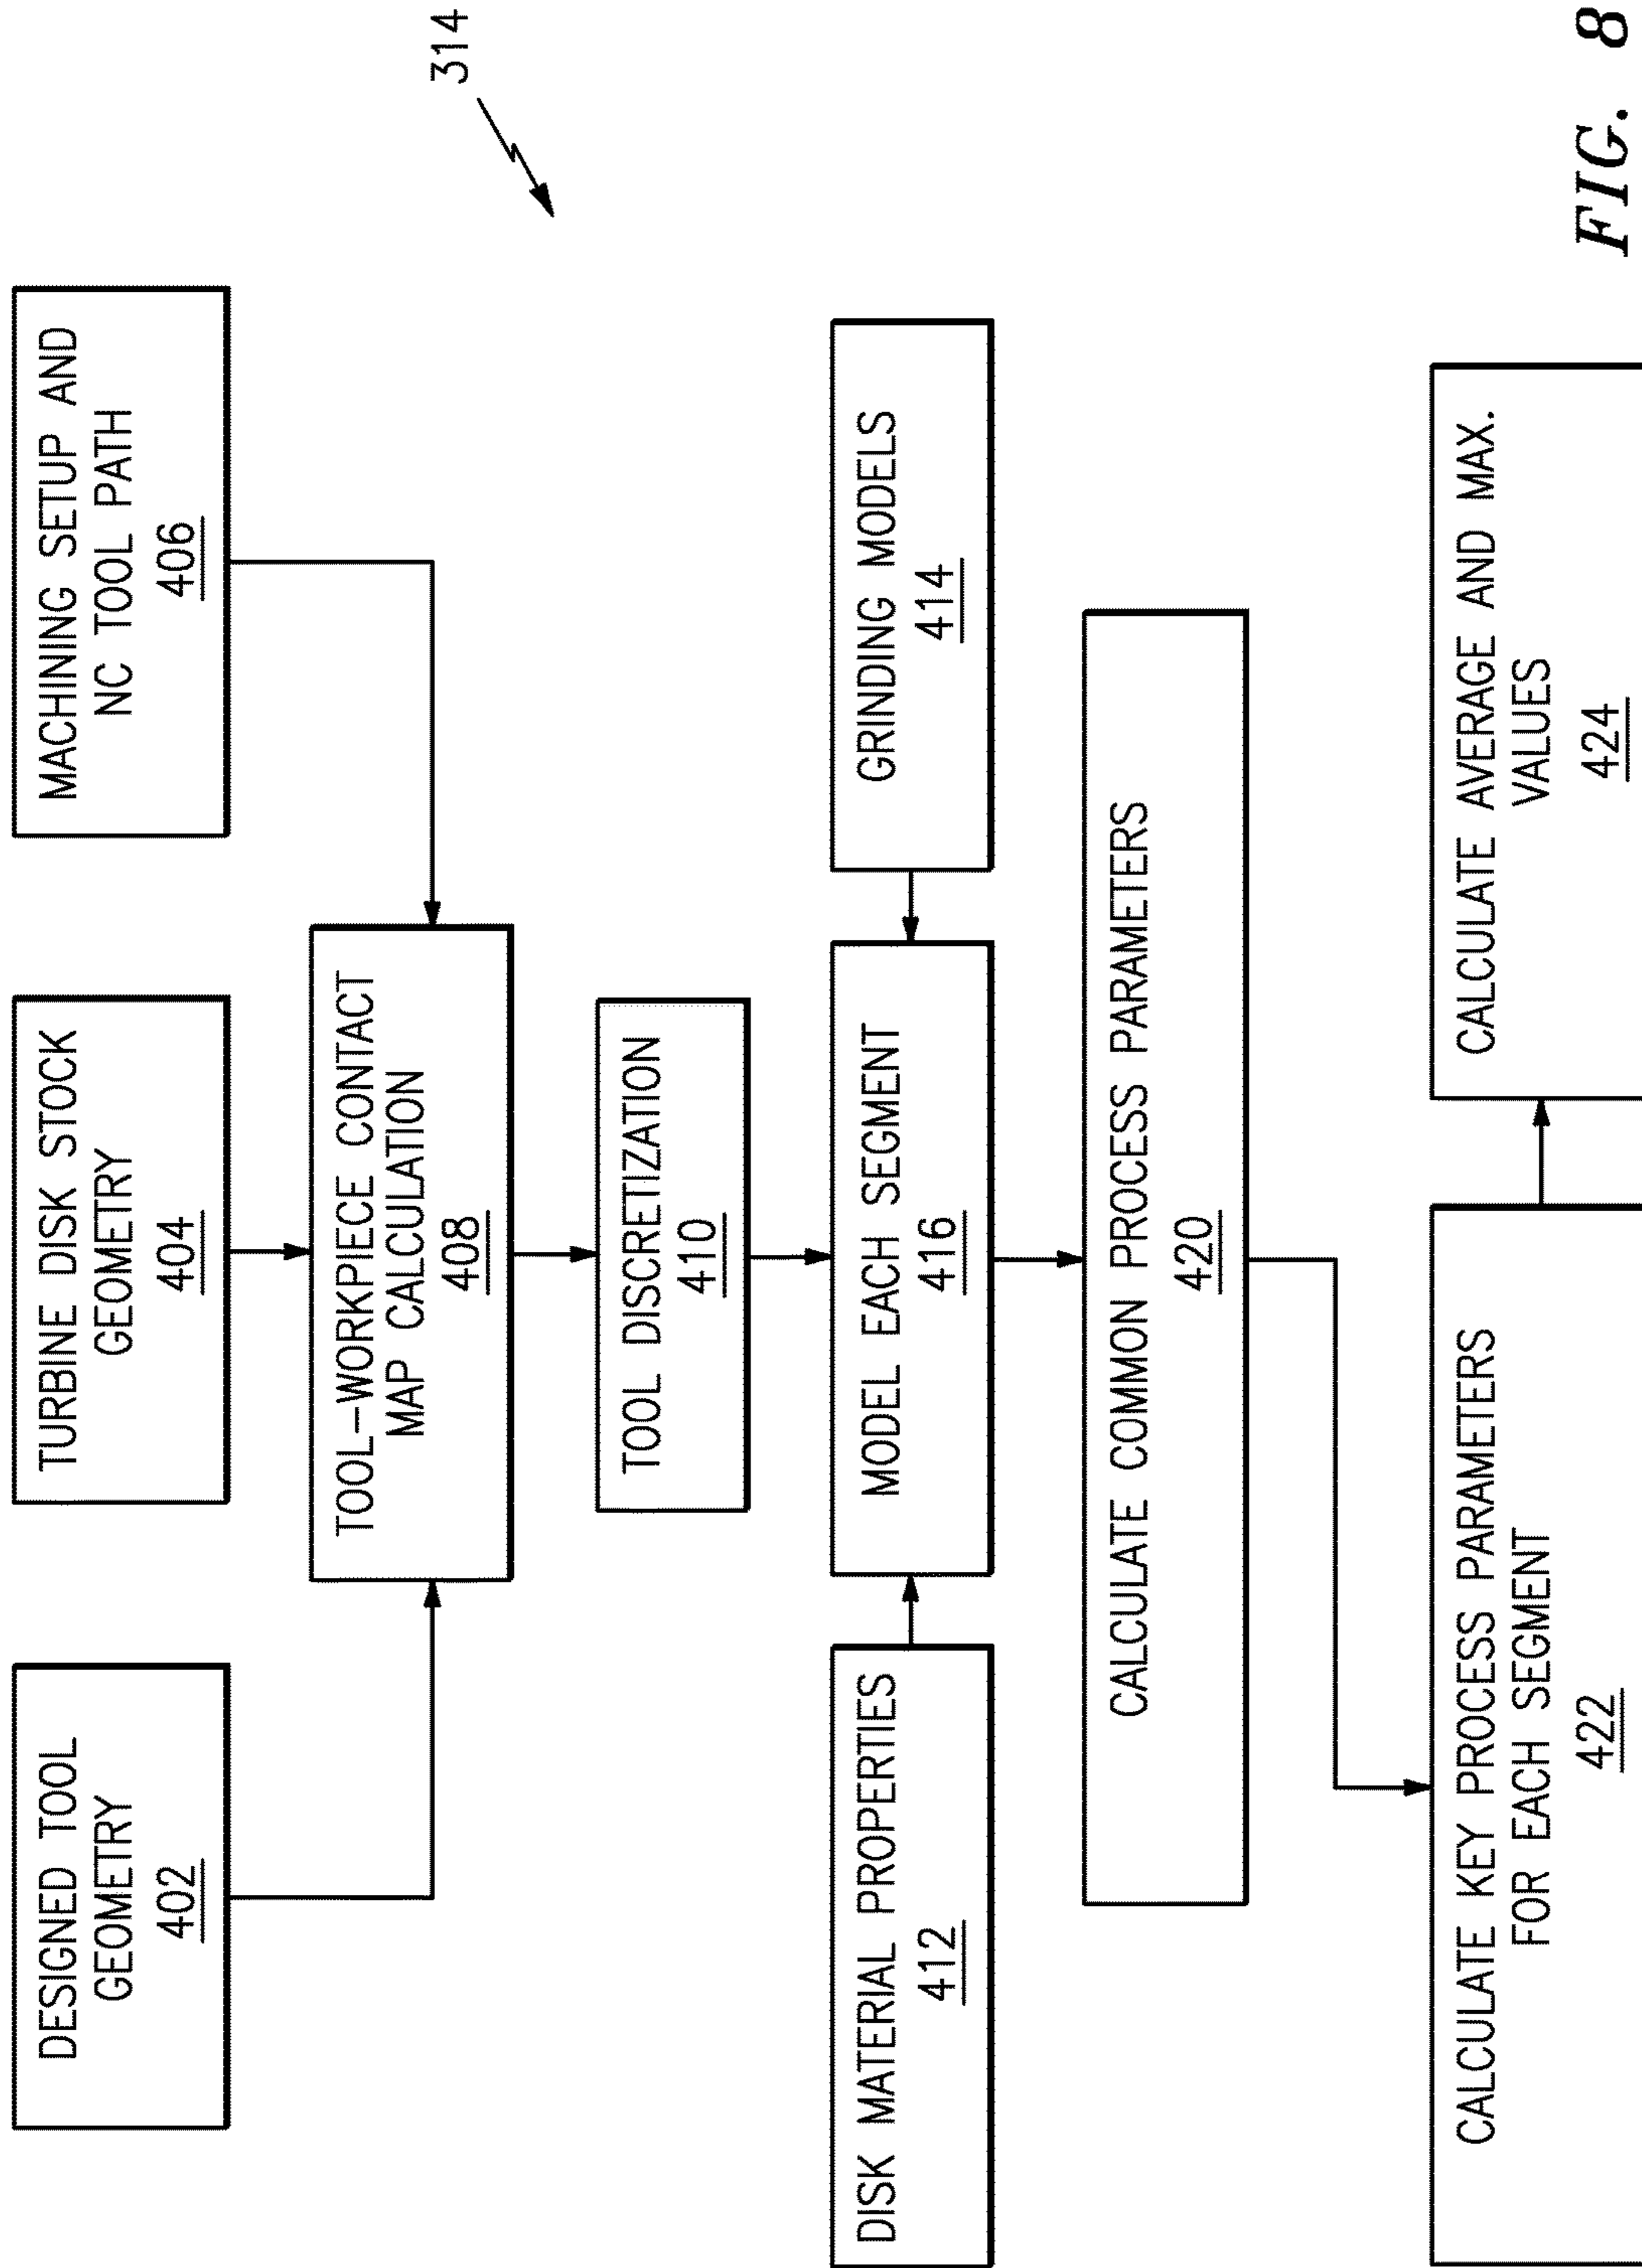 DESIGNED TOOL
GEOMETRY
402
TURBINE DISK STOCK
GEOMETRY
404
MACHINING SETUP AND
NC TOOL PATH
406
TOOL-WORKPIECE CONTACT
MAP CALCULATION
408
314
TOOL DISCRETIZATION
410
DISK MATERIAL PROPERTIES
412
MODEL EACH SEGMENT
416
GRINDING MODELS
414
CALCULATE COMMON PROCESS PARAMETERS
420
CALCULATE KEY PROCESS PARAMETERS
FOR EACH SEGMENT
422
CALCULATE AVERAGE AND MAX.
VALUES
424
FIG. 8